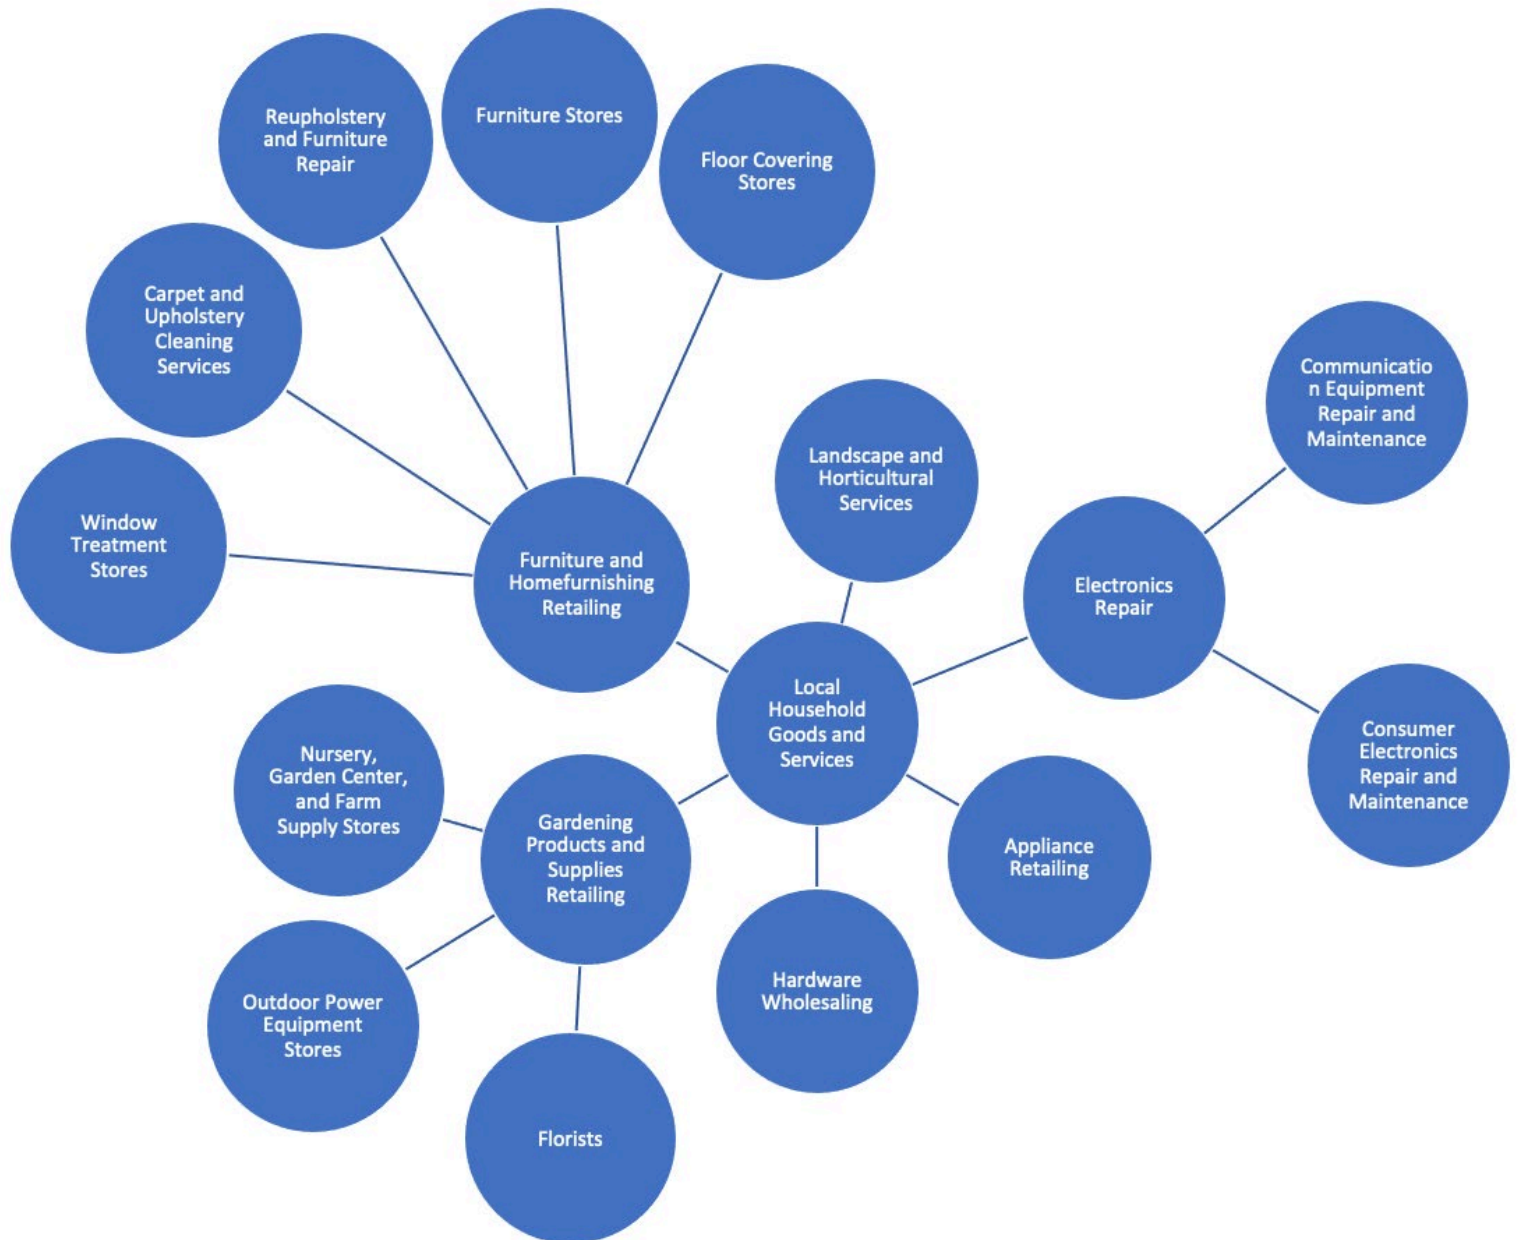 Reupholstery
and Furniture
Repair
Furniture Stores
Floor Covering
Stores
Carpet and
Upholstery
Cleaning
Services
Window
Treatment
Stores
Furniture and
Homefurnishing
Retailing
Landscape and
Horticultural
Services
Communicatio
n Equipment
Repair and
Maintenance
Electronics
Repair
Local
Household
Goods and
Services
Consumer
Electronics
Repair and
Maintenance
Nursery,
Garden Center,
and Farm
Supply Stores
Gardening
Products and
Supplies
Retailing
Appliance
Retailing
Hardware
Wholesaling
Outdoor Power
Equipment
Stores
Florists